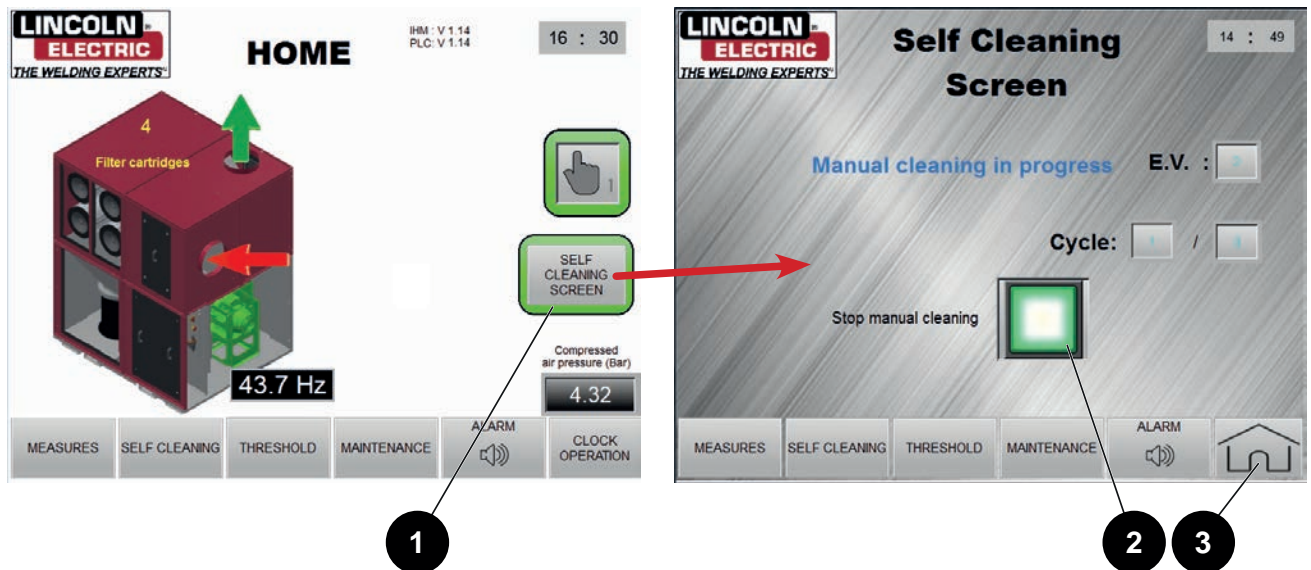 LINCOLN
ELECTRIC
THE WELDING EXPERTS
HOME
IHM : V 1.14
PLC: V 1.14
16 : 30
4
Filter cartridges
1
SELF
CLEANING
SCREEN
Compressed
air pressure (Bar)
43.7 Hz
4.32
MEASURES
SELF CLEANING
THRESHOLD
MAINTENANCE
ALARM
CLOCK
OPERATION
1
LINCOLN
ELECTRIC
THE WELDING EXPERTS
Self Cleaning
Screen
14 : 49
Manual cleaning in progress
E.V. :
Cycle: 1 /
Stop manual cleaning
MEASURES
SELF CLEANING
THRESHOLD
MAINTENANCE
ALARM
2
3